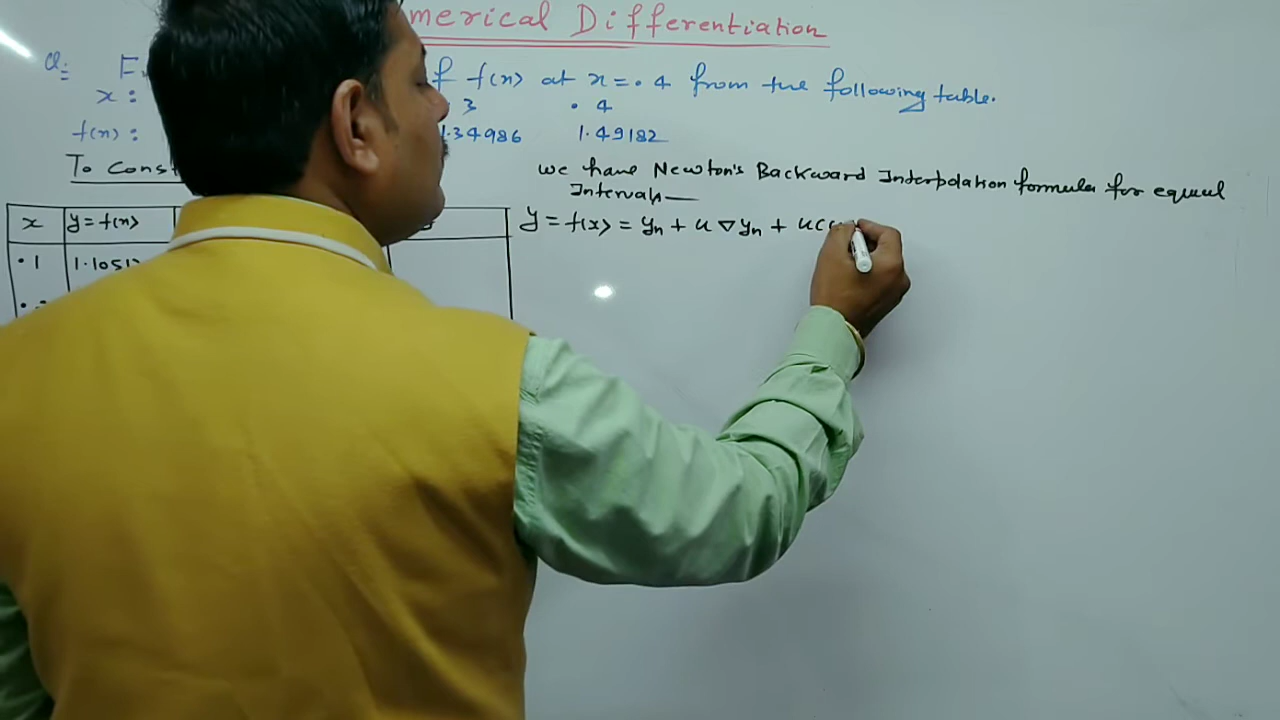 merical Differentiation
Q:
f f(x) at x = .4 from the following table.
x: 3 .4
f(x): 1.34986 1.49182
To Const
we have Newton's Backward Interpolation formula for equal
Intervals—
x y = f(x)
y = f(x) = yn + u ∇yn + u(
.1 1.1051